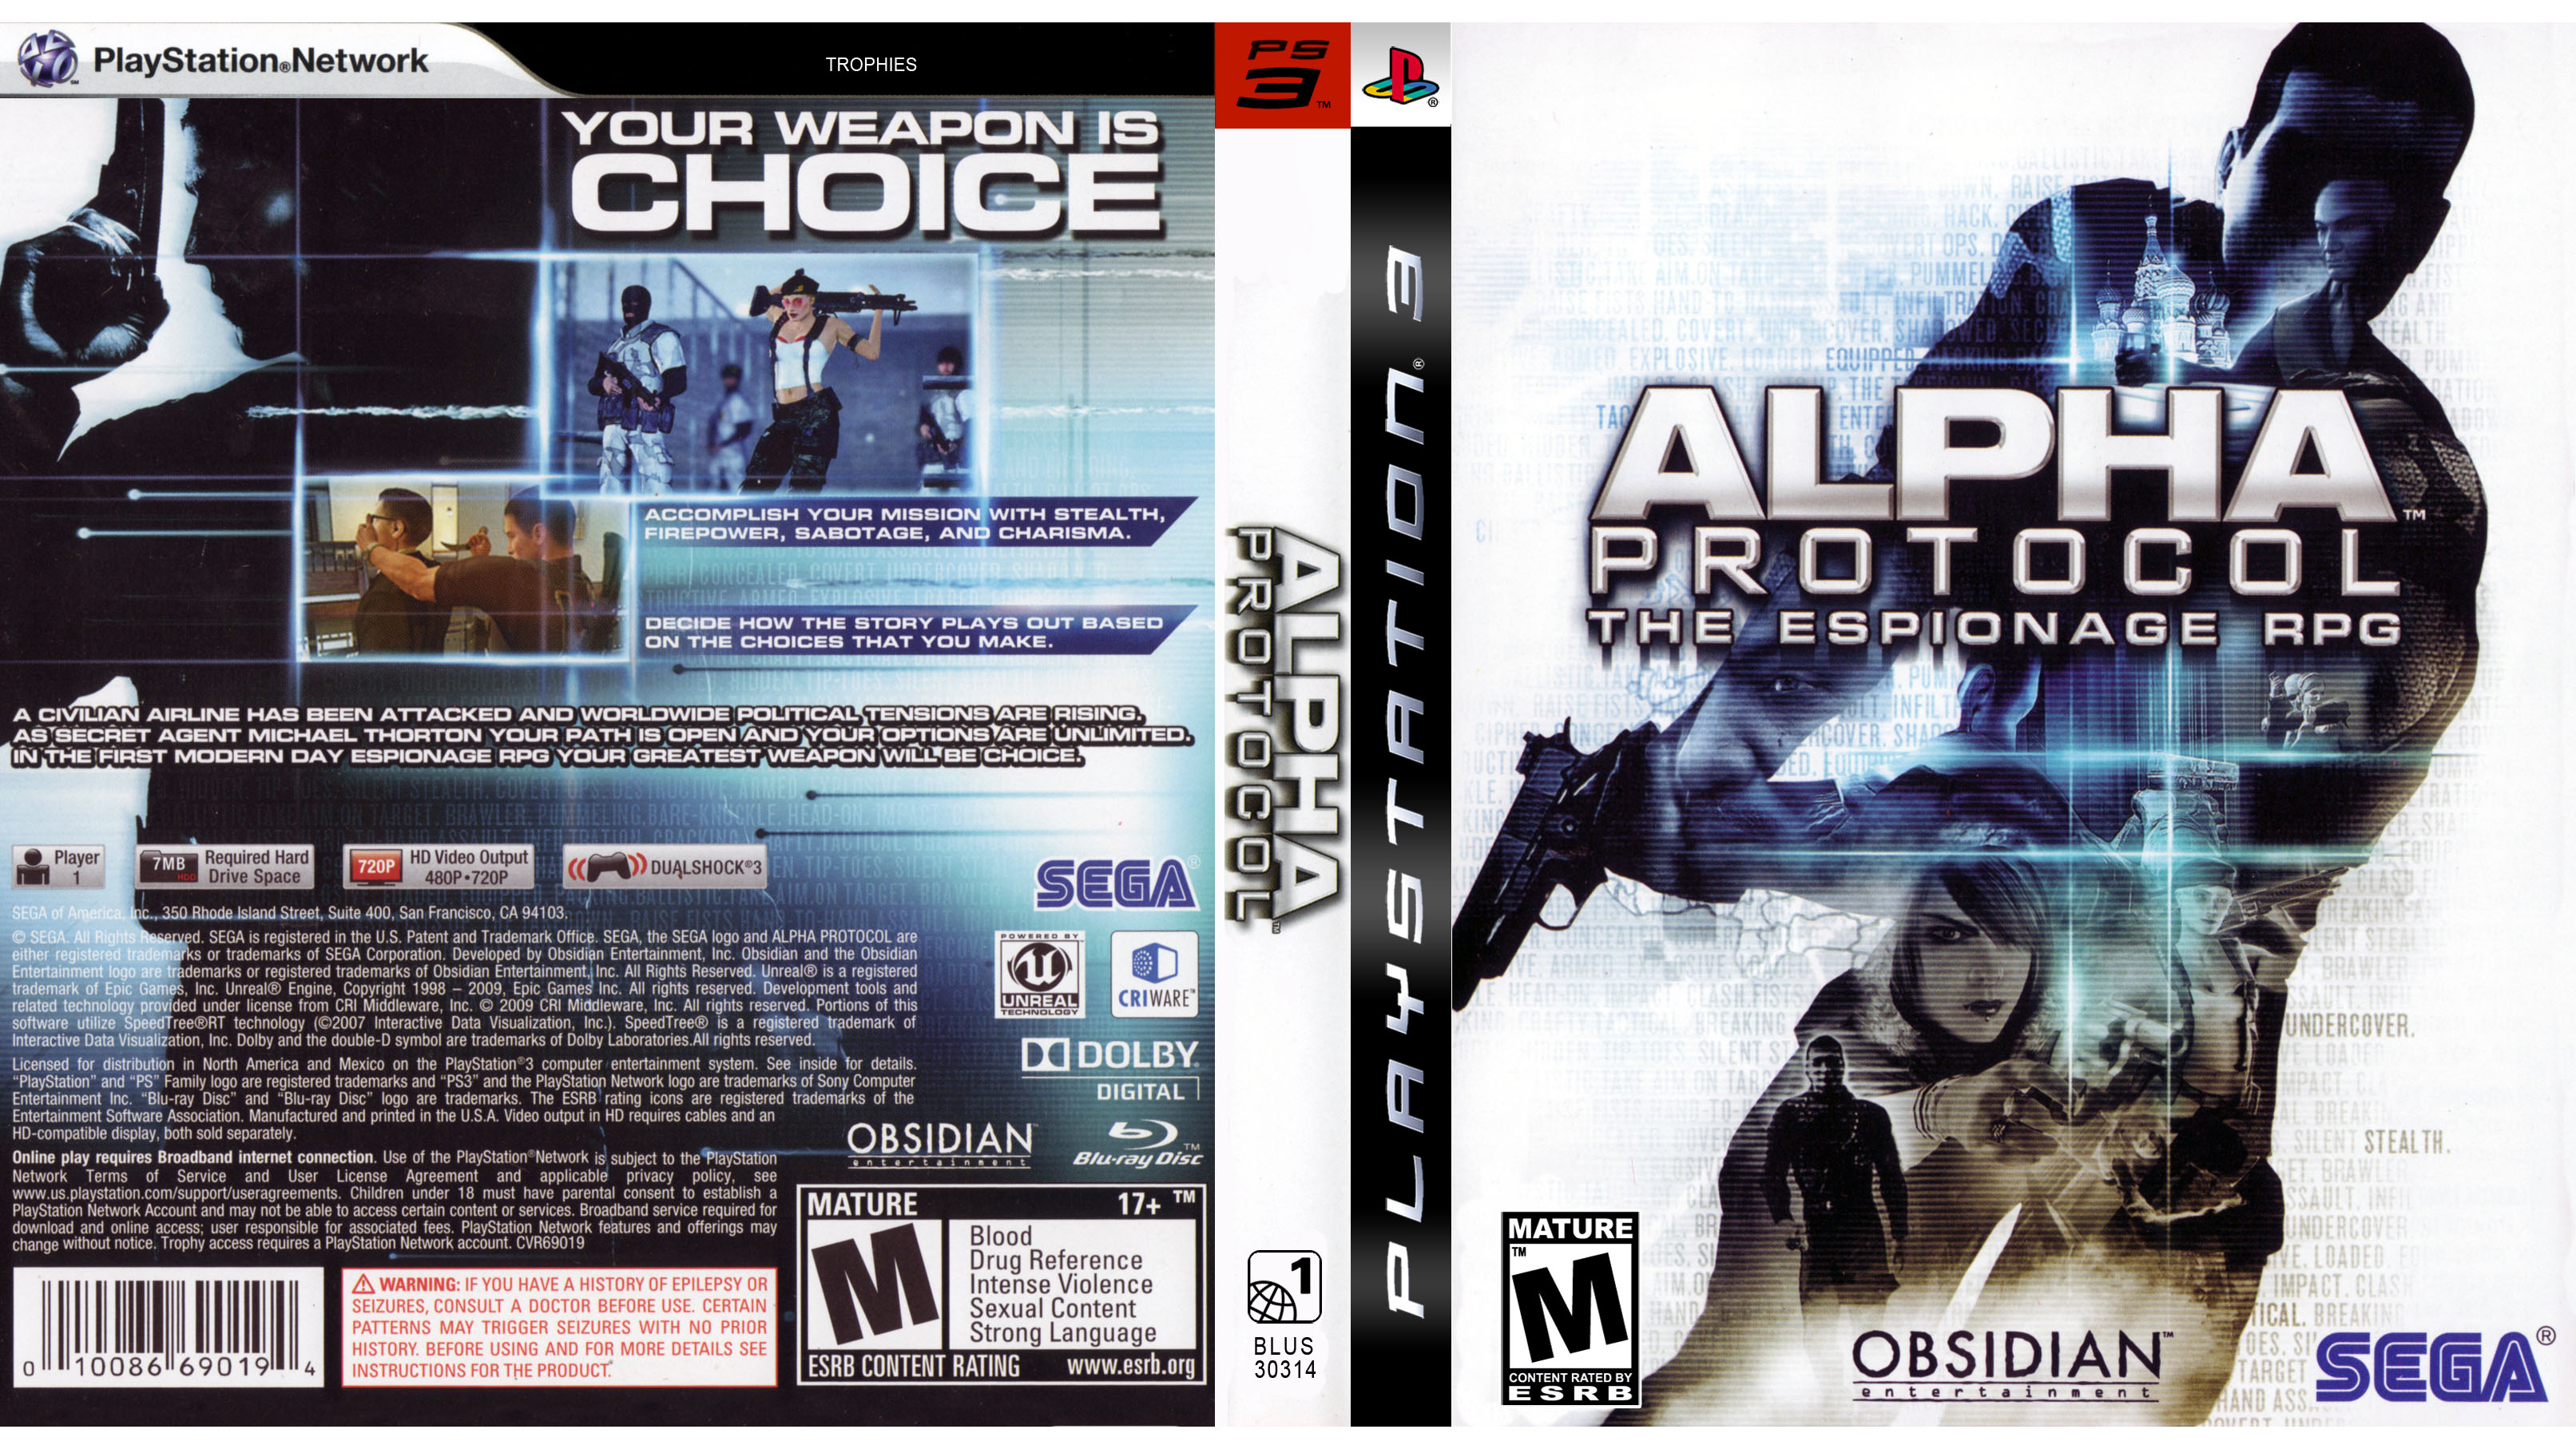 PlayStation®Network
TROPHIES
YOUR WEAPON IS
CHOICE
ACCOMPLISH YOUR MISSION WITH STEALTH,
FIREPOWER, SABOTAGE, AND CHARISMA.
DECIDE HOW THE STORY PLAYS OUT BASED
ON THE CHOICES THAT YOU MAKE.
A CIVILIAN AIRLINE HAS BEEN ATTACKED AND WORLDWIDE POLITICAL TENSIONS ARE RISING.
AS SECRET AGENT MICHAEL THORTON YOUR PATH IS OPEN AND YOUR OPTIONS ARE UNLIMITED.
IN THE FIRST MODERN DAY ESPIONAGE RPG YOUR GREATEST WEAPON WILL BE CHOICE.
Player
1
7MB
HDD
Required Hard
Drive Space
720P
HD Video Output
480P•720P
DUALSHOCK®3
SEGA®
SEGA of America, Inc., 350 Rhode Island Street, Suite 400, San Francisco, CA 94103.
© SEGA. All Rights Reserved. SEGA is registered in the U.S. Patent and Trademark Office. SEGA, the SEGA logo and ALPHA PROTOCOL are
either registered trademarks or trademarks of SEGA Corporation. Developed by Obsidian Entertainment, Inc. Obsidian and the Obsidian
Entertainment logo are trademarks or registered trademarks of Obsidian Entertainment, Inc. All Rights Reserved. Unreal® is a registered
trademark of Epic Games, Inc. Unreal® Engine, Copyright 1998 – 2009, Epic Games Inc. All rights reserved. Development tools and
related technology provided under license from CRI Middleware, Inc. © 2009 CRI Middleware, Inc. All rights reserved. Portions of this
software utilize SpeedTree®RT technology (©2007 Interactive Data Visualization, Inc.). SpeedTree® is a registered trademark of
Interactive Data Visualization, Inc. Dolby and the double-D symbol are trademarks of Dolby Laboratories.All rights reserved.
Licensed for distribution in North America and Mexico on the PlayStation®3 computer entertainment system. See inside for details.
“PlayStation” and “PS” Family logo are registered trademarks and “PS3” and the PlayStation Network logo are trademarks of Sony Computer
Entertainment Inc. “Blu-ray Disc” and “Blu-ray Disc” logo are trademarks. The ESRB rating icons are registered trademarks of the
Entertainment Software Association. Manufactured and printed in the U.S.A. Video output in HD requires cables and an
HD-compatible display, both sold separately.
Online play requires Broadband internet connection. Use of the PlayStation®Network is subject to the PlayStation
Network Terms of Service and User License Agreement and applicable privacy policy, see
www.us.playstation.com/support/useragreements. Children under 18 must have parental consent to establish a
PlayStation Network Account and may not be able to access certain content or services. Broadband service required for
download and online access; user responsible for associated fees. PlayStation Network features and offerings may
change without notice. Trophy access requires a PlayStation Network account. CVR69019
POWERED BY
UNREAL
TECHNOLOGY
CRIWARE™
DOLBY
DIGITAL
OBSIDIAN™
entertainment
Blu-ray Disc™
0 10086 69019 4
WARNING: IF YOU HAVE A HISTORY OF EPILEPSY OR
SEIZURES, CONSULT A DOCTOR BEFORE USE. CERTAIN
PATTERNS MAY TRIGGER SEIZURES WITH NO PRIOR
HISTORY. BEFORE USING AND FOR MORE DETAILS SEE
INSTRUCTIONS FOR THE PRODUCT.
MATURE 17+ ™
M
Blood
Drug Reference
Intense Violence
Sexual Content
Strong Language
ESRB CONTENT RATING www.esrb.org
PS
3™
ALPHA
PROTOCOL™
1
BLUS
30314
PLAYSTATION®3
ALPHA™
PROTOCOL
THE ESPIONAGE RPG
UNDERCOVER.
STEALTH.
MATURE
™
M
CONTENT RATED BY
ESRB
OBSIDIAN™
entertainment
SEGA®